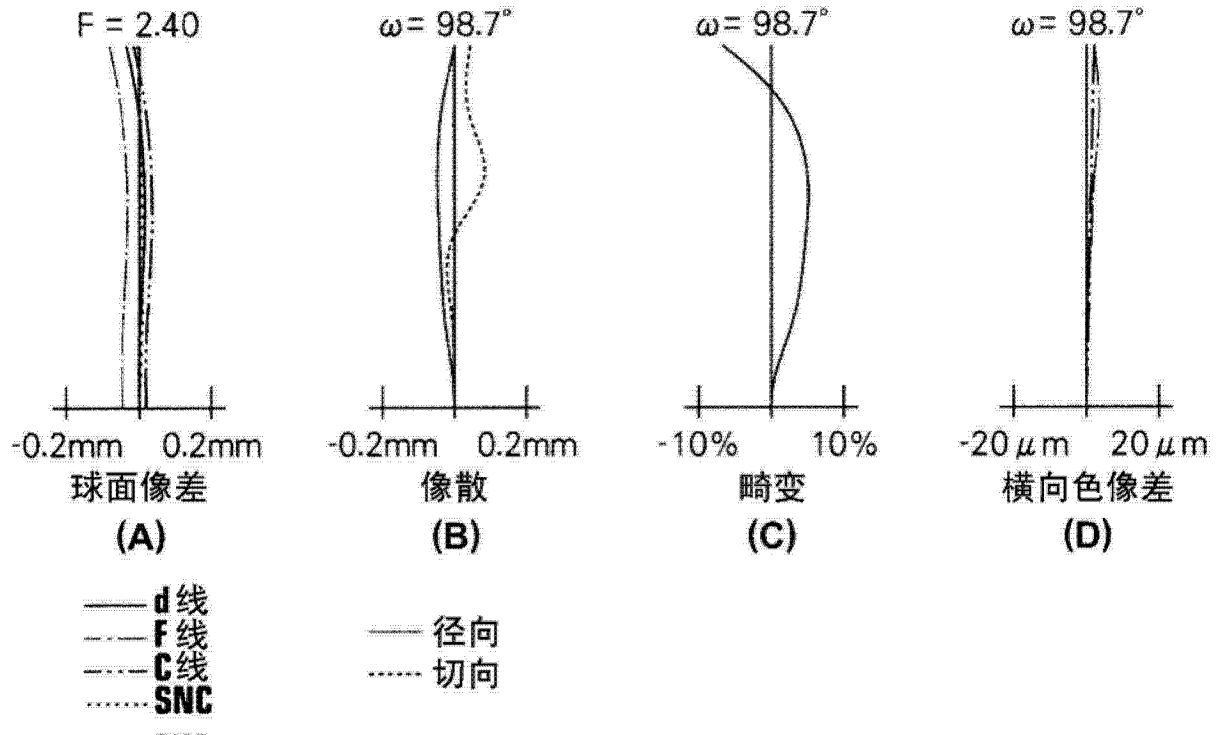 F = 2.40
ω= 98.7°
ω= 98.7°
ω= 98.7°
-0.2mm 0.2mm
-0.2mm 0.2mm
-10% 10%
-20 μm 20 μm
球面像差
像散
畸变
横向色像差
(A)
(B)
(C)
(D)
d线
F线
C线
SNC
径向
切向